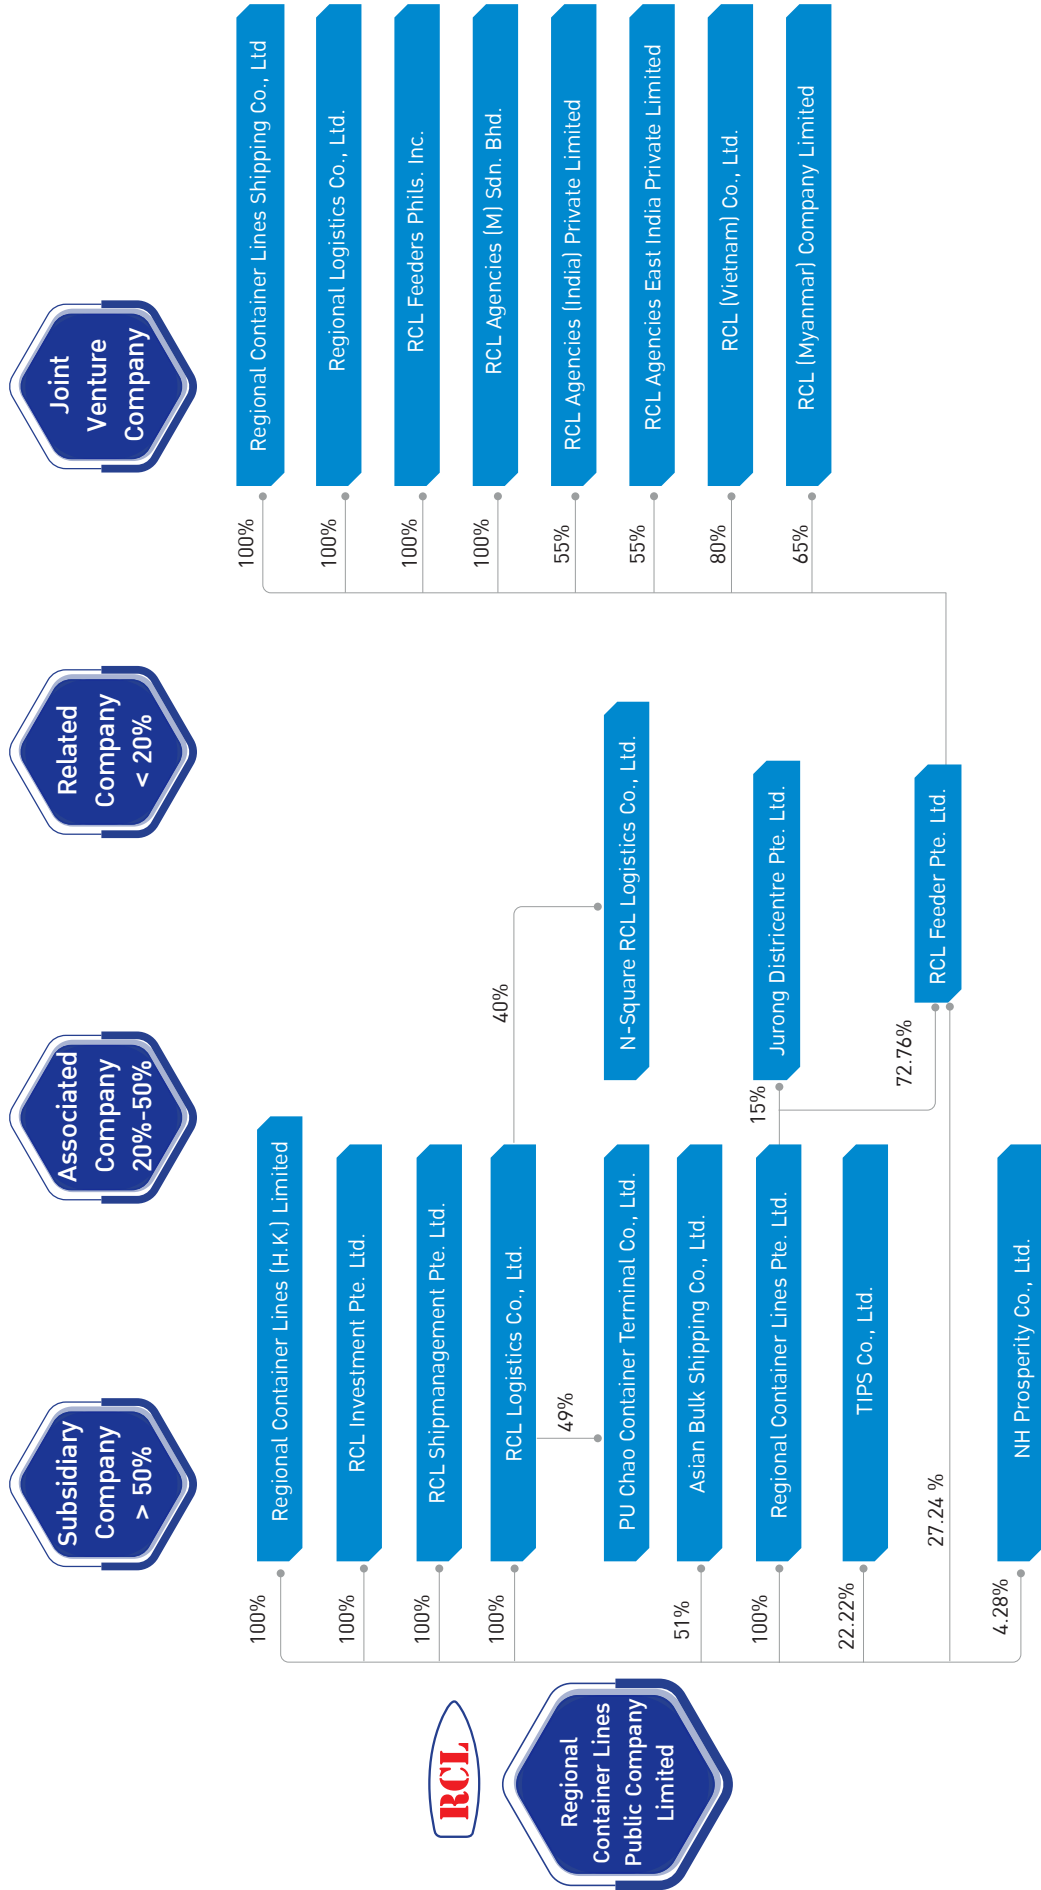 Subsidiary
Company
> 50%
Associated
Company
20%-50%
Related
Company
< 20%
Joint
Venture
Company
RCL
Regional
Container Lines
Public Company
Limited
100%
Regional Container Lines (H.K.) Limited
100%
RCL Investment Pte. Ltd.
100%
RCL Shipmanagement Pte. Ltd.
100%
RCL Logistics Co., Ltd.
40%
N-Square RCL Logistics Co., Ltd.
49%
PU Chao Container Terminal Co., Ltd.
51%
Asian Bulk Shipping Co., Ltd.
100%
Regional Container Lines Pte. Ltd.
15%
Jurong Districentre Pte. Ltd.
22.22%
TIPS Co., Ltd.
72.76%
27.24 %
RCL Feeder Pte. Ltd.
4.28%
NH Prosperity Co., Ltd.
100%
Regional Container Lines Shipping Co., Ltd
100%
Regional Logistics Co., Ltd.
100%
RCL Feeders Phils. Inc.
100%
RCL Agencies (M) Sdn. Bhd.
55%
RCL Agencies (India) Private Limited
55%
RCL Agencies East India Private Limited
80%
RCL (Vietnam) Co., Ltd.
65%
RCL (Myanmar) Company Limited